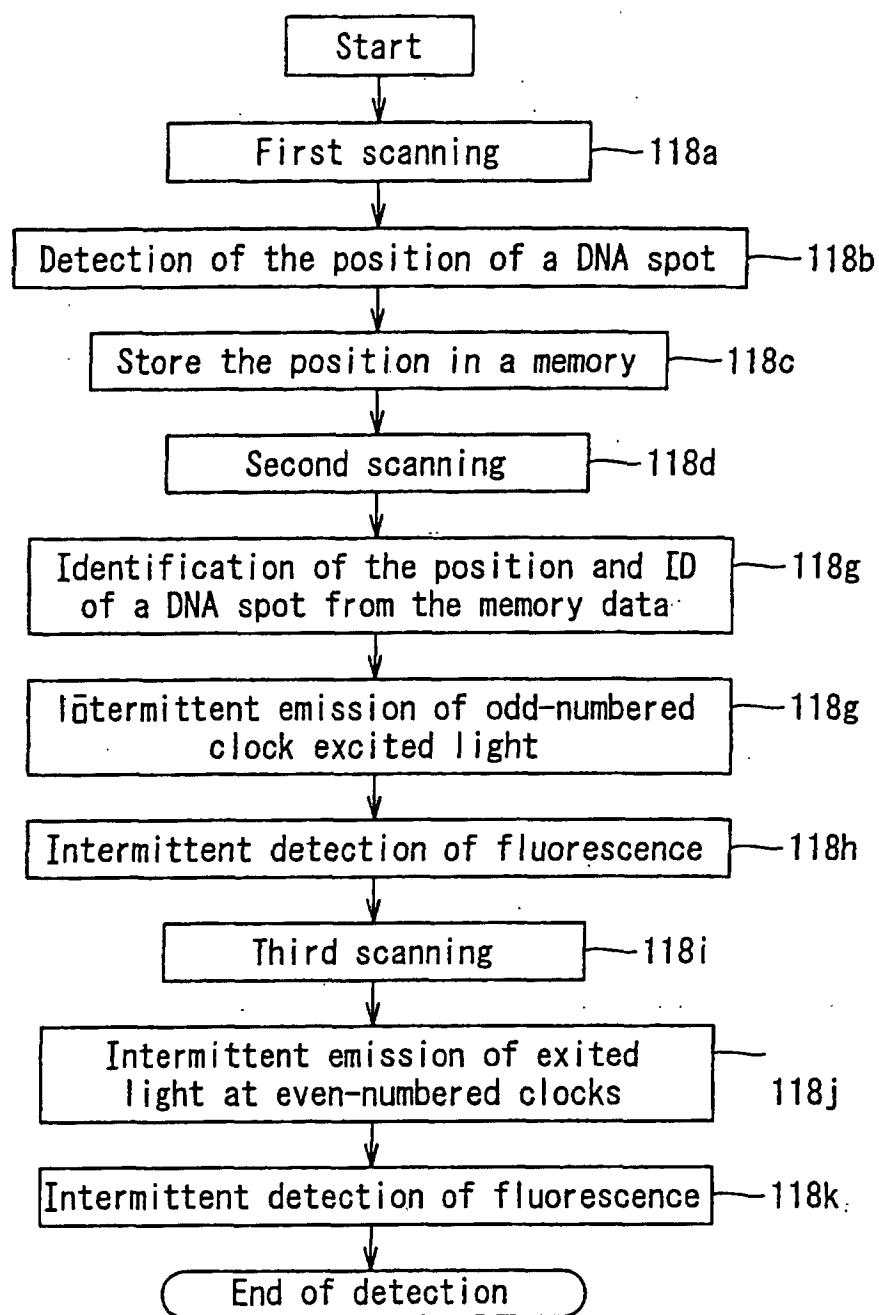 Start
First scanning 118a
Detection of the position of a DNA spot 118b
Store the position in a memory 118c
Second scanning 118d
Identification of the position and ID 118g
of a DNA spot from the memory data
Intermittent emission of odd-numbered 118g
clock excited light
Intermittent detection of fluorescence 118h
Third scanning 118i
Intermittent emission of exited
light at even-numbered clocks 118j
Intermittent detection of fluorescence 118k
End of detection